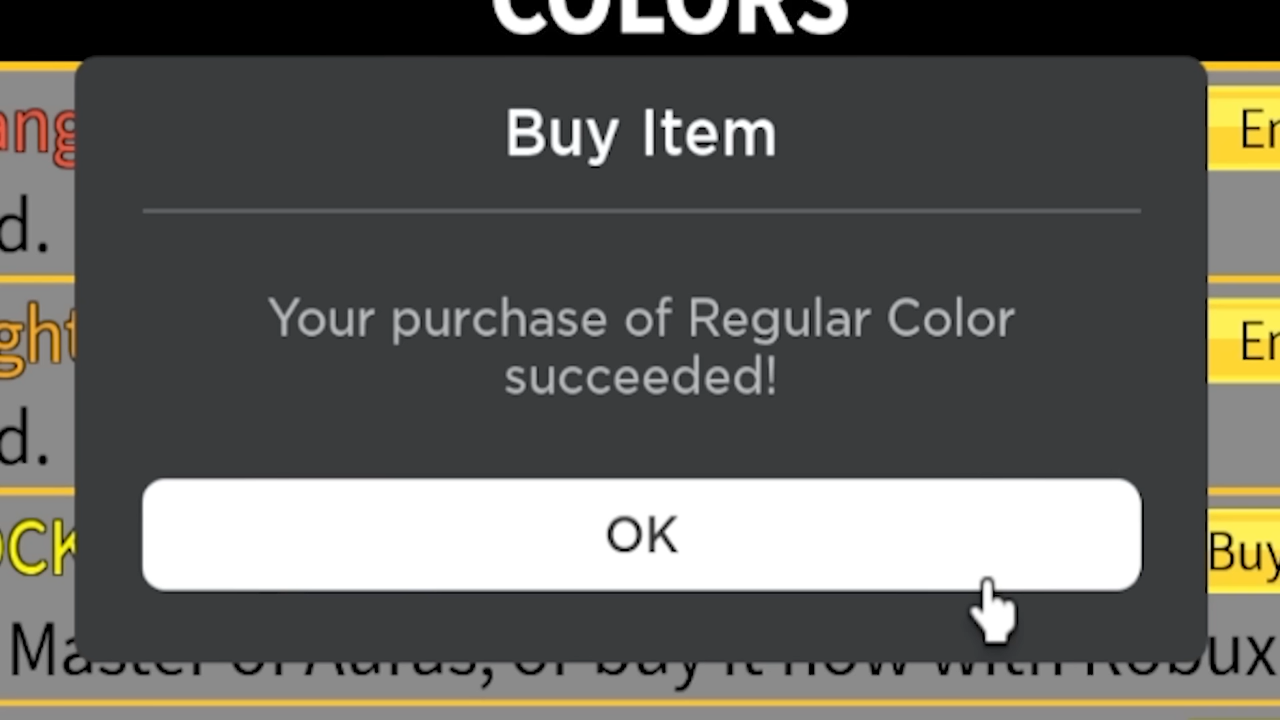 COLORS
Buy Item
d.
Your purchase of Regular Color
succeeded!
d.
OK
Buy
Master of Auras, or buy it now with Robux